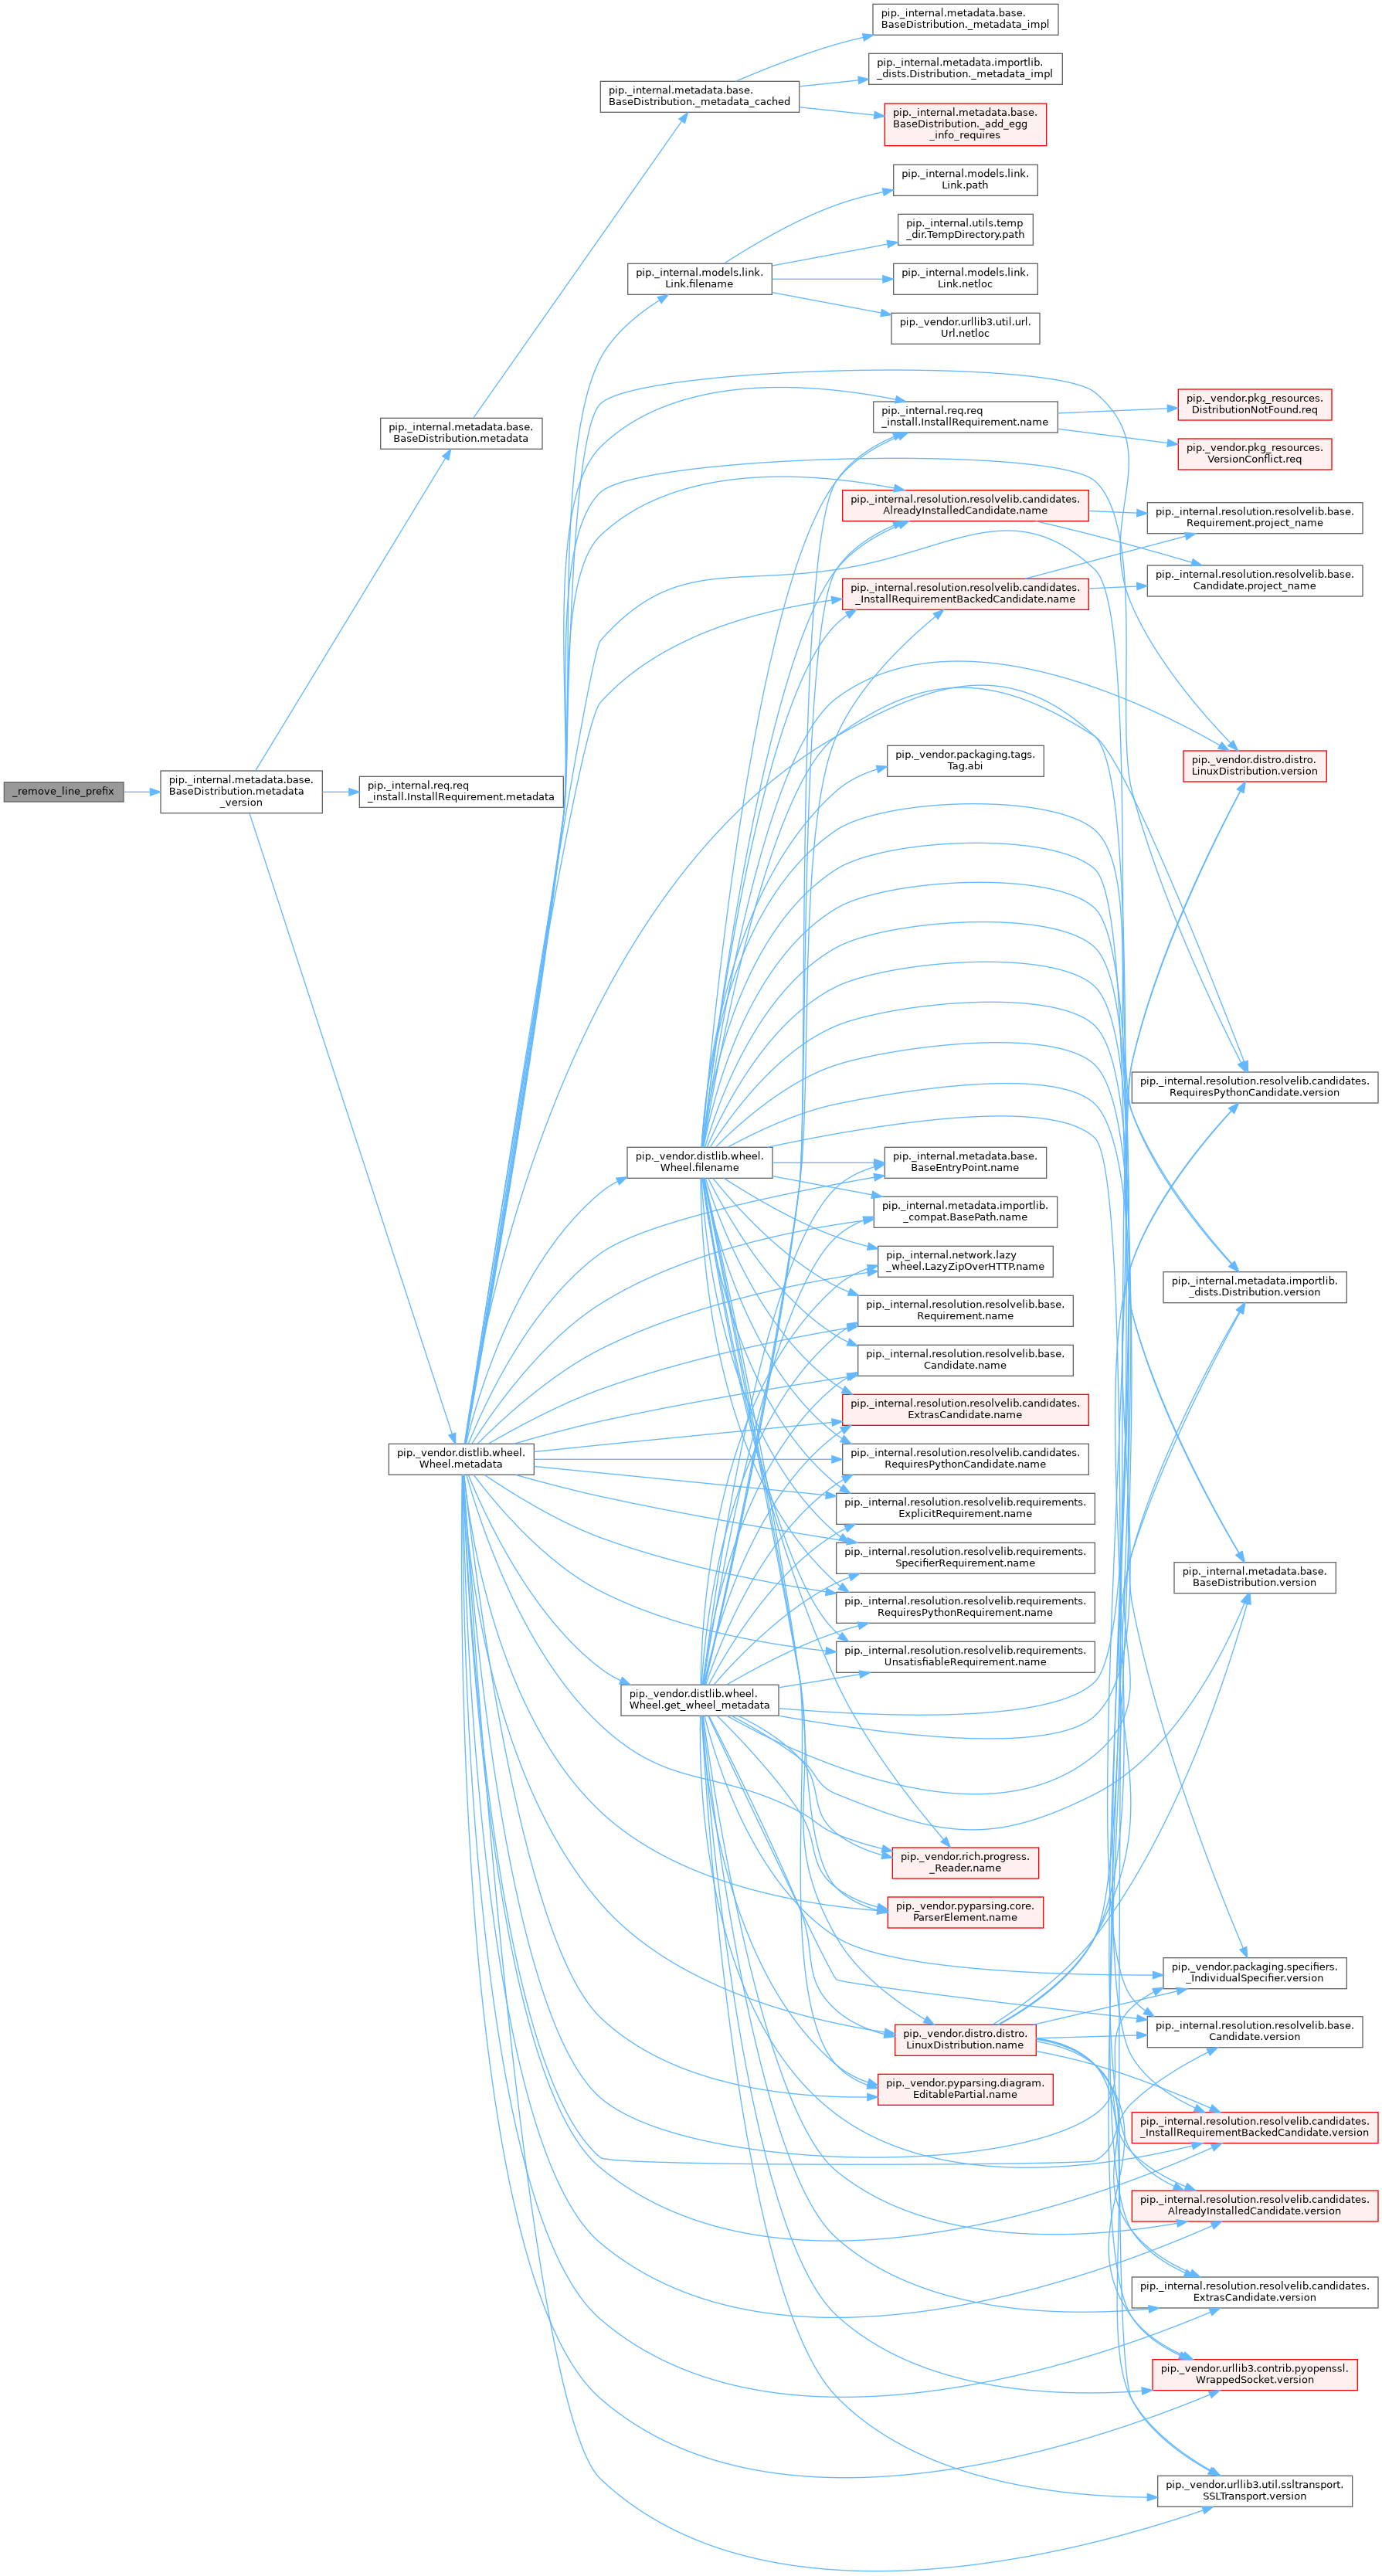 pip._internal.metadata.base.
BaseDistribution._metadata_impl
pip._internal.metadata.importlib.
_dists.Distribution._metadata_impl
pip._internal.metadata.base.
BaseDistribution._metadata_cached
pip._internal.metadata.base.
BaseDistribution._add_egg
_info_requires
pip._internal.models.link.
Link.path
pip._internal.utils.temp
_dir.TempDirectory.path
pip._internal.models.link.
Link.filename
pip._internal.models.link.
Link.netloc
pip._vendor.urllib3.util.url.
Url.netloc
pip._internal.metadata.base.
BaseDistribution.metadata
pip._internal.req.req
_install.InstallRequirement.name
pip._vendor.pkg_resources.
DistributionNotFound.req
pip._vendor.pkg_resources.
VersionConflict.req
pip._internal.resolution.resolvelib.candidates.
AlreadyInstalledCandidate.name
pip._internal.resolution.resolvelib.base.
Requirement.project_name
pip._internal.resolution.resolvelib.base.
Candidate.project_name
pip._internal.resolution.resolvelib.candidates.
_InstallRequirementBackedCandidate.name
_remove_line_prefix
pip._internal.metadata.base.
BaseDistribution.metadata
_version
pip._internal.req.req
_install.InstallRequirement.metadata
pip._vendor.packaging.tags.
Tag.abi
pip._vendor.distro.distro.
LinuxDistribution.version
pip._internal.resolution.resolvelib.candidates.
RequiresPythonCandidate.version
pip._vendor.distlib.wheel.
Wheel.filename
pip._internal.metadata.base.
BaseEntryPoint.name
pip._internal.metadata.importlib.
_compat.BasePath.name
pip._internal.network.lazy
_wheel.LazyZipOverHTTP.name
pip._internal.metadata.importlib.
_dists.Distribution.version
pip._internal.resolution.resolvelib.base.
Requirement.name
pip._internal.resolution.resolvelib.base.
Candidate.name
pip._internal.resolution.resolvelib.candidates.
ExtrasCandidate.name
pip._vendor.distlib.wheel.
Wheel.metadata
pip._internal.resolution.resolvelib.candidates.
RequiresPythonCandidate.name
pip._internal.resolution.resolvelib.requirements.
ExplicitRequirement.name
pip._internal.resolution.resolvelib.requirements.
SpecifierRequirement.name
pip._internal.metadata.base.
BaseDistribution.version
pip._internal.resolution.resolvelib.requirements.
RequiresPythonRequirement.name
pip._internal.resolution.resolvelib.requirements.
UnsatisfiableRequirement.name
pip._vendor.distlib.wheel.
Wheel.get_wheel_metadata
pip._vendor.rich.progress.
_Reader.name
pip._vendor.pyparsing.core.
ParserElement.name
pip._vendor.packaging.specifiers.
_IndividualSpecifier.version
pip._vendor.distro.distro.
LinuxDistribution.name
pip._internal.resolution.resolvelib.base.
Candidate.version
pip._vendor.pyparsing.diagram.
EditablePartial.name
pip._internal.resolution.resolvelib.candidates.
_InstallRequirementBackedCandidate.version
pip._internal.resolution.resolvelib.candidates.
AlreadyInstalledCandidate.version
pip._internal.resolution.resolvelib.candidates.
ExtrasCandidate.version
pip._vendor.urllib3.contrib.pyopenssl.
WrappedSocket.version
pip._vendor.urllib3.util.ssltransport.
SSLTransport.version